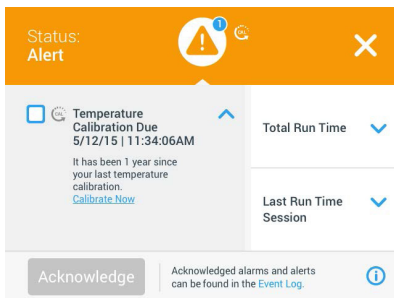 Status:
Alert
1
CAL
CAL
Temperature
Calibration Due
5/12/15 | 11:34:06AM
It has been 1 year since
your last temperature
calibration.
Calibrate Now
Total Run Time
Last Run Time
Session
Acknowledge
Acknowledged alarms and alerts
can be found in the Event Log.